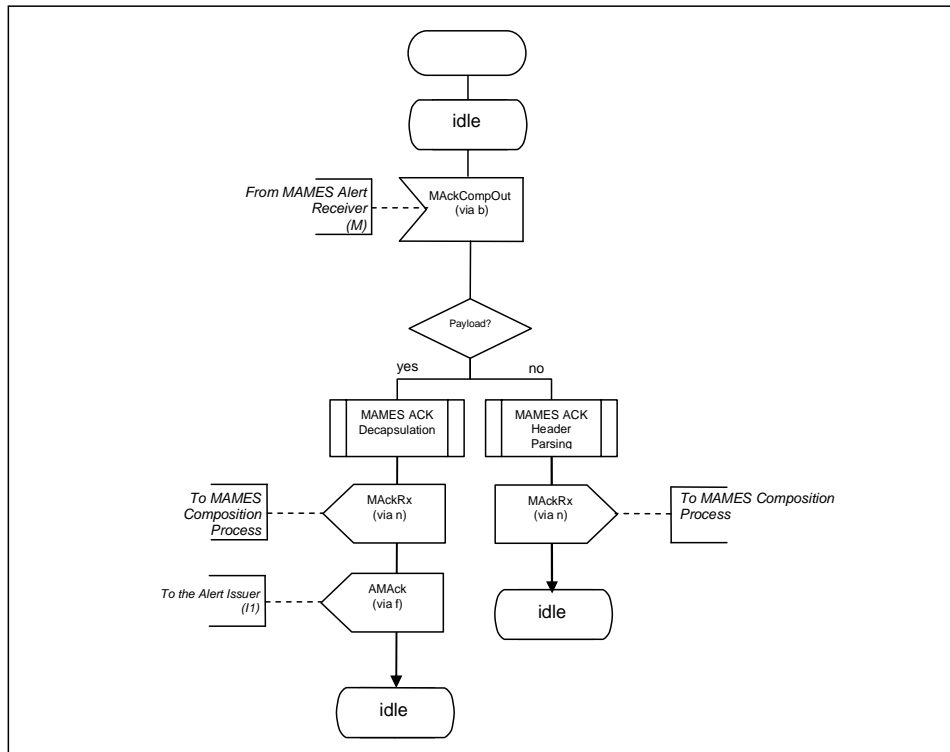 idle
From MAMES Alert
Receiver
(M)
MAckCompOut
(via b)
Payload?
yes
no
MAMES ACK
Decapsulation
MAMES ACK
Header
Parsing
To MAMES
Composition
Process
MAckRx
(via n)
MAckRx
(via n)
To MAMES Composition
Process
To the Alert Issuer
(I1)
AMAck
(via f)
idle
idle